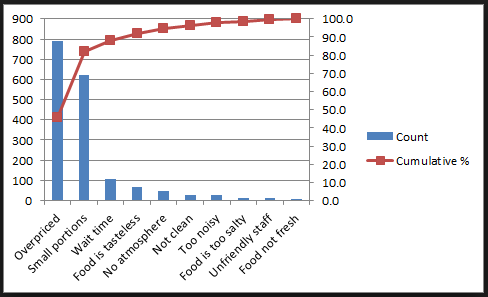 900
800
700
600
500
400
300
200
100
0
100.0
90.0
80.0
70.0
60.0
50.0
40.0
30.0
20.0
10.0
0.0
Overpriced
Small portions
Wait time
Food is tasteless
No atmosphere
Not clean
Too noisy
Food is too salty
Unfriendly staff
Food not fresh
Count
Cumulative %